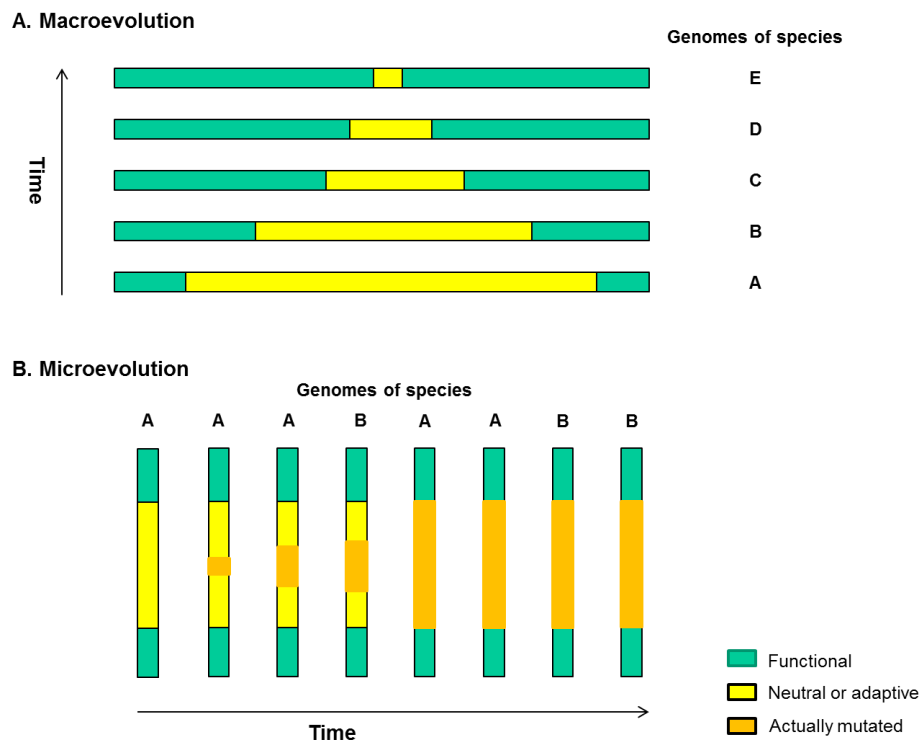 A. Macroevolution
Genomes of species
E
D
C
B
A
Time
B. Microevolution
Genomes of species
A A A B A A B B
Time
Functional
Neutral or adaptive
Actually mutated